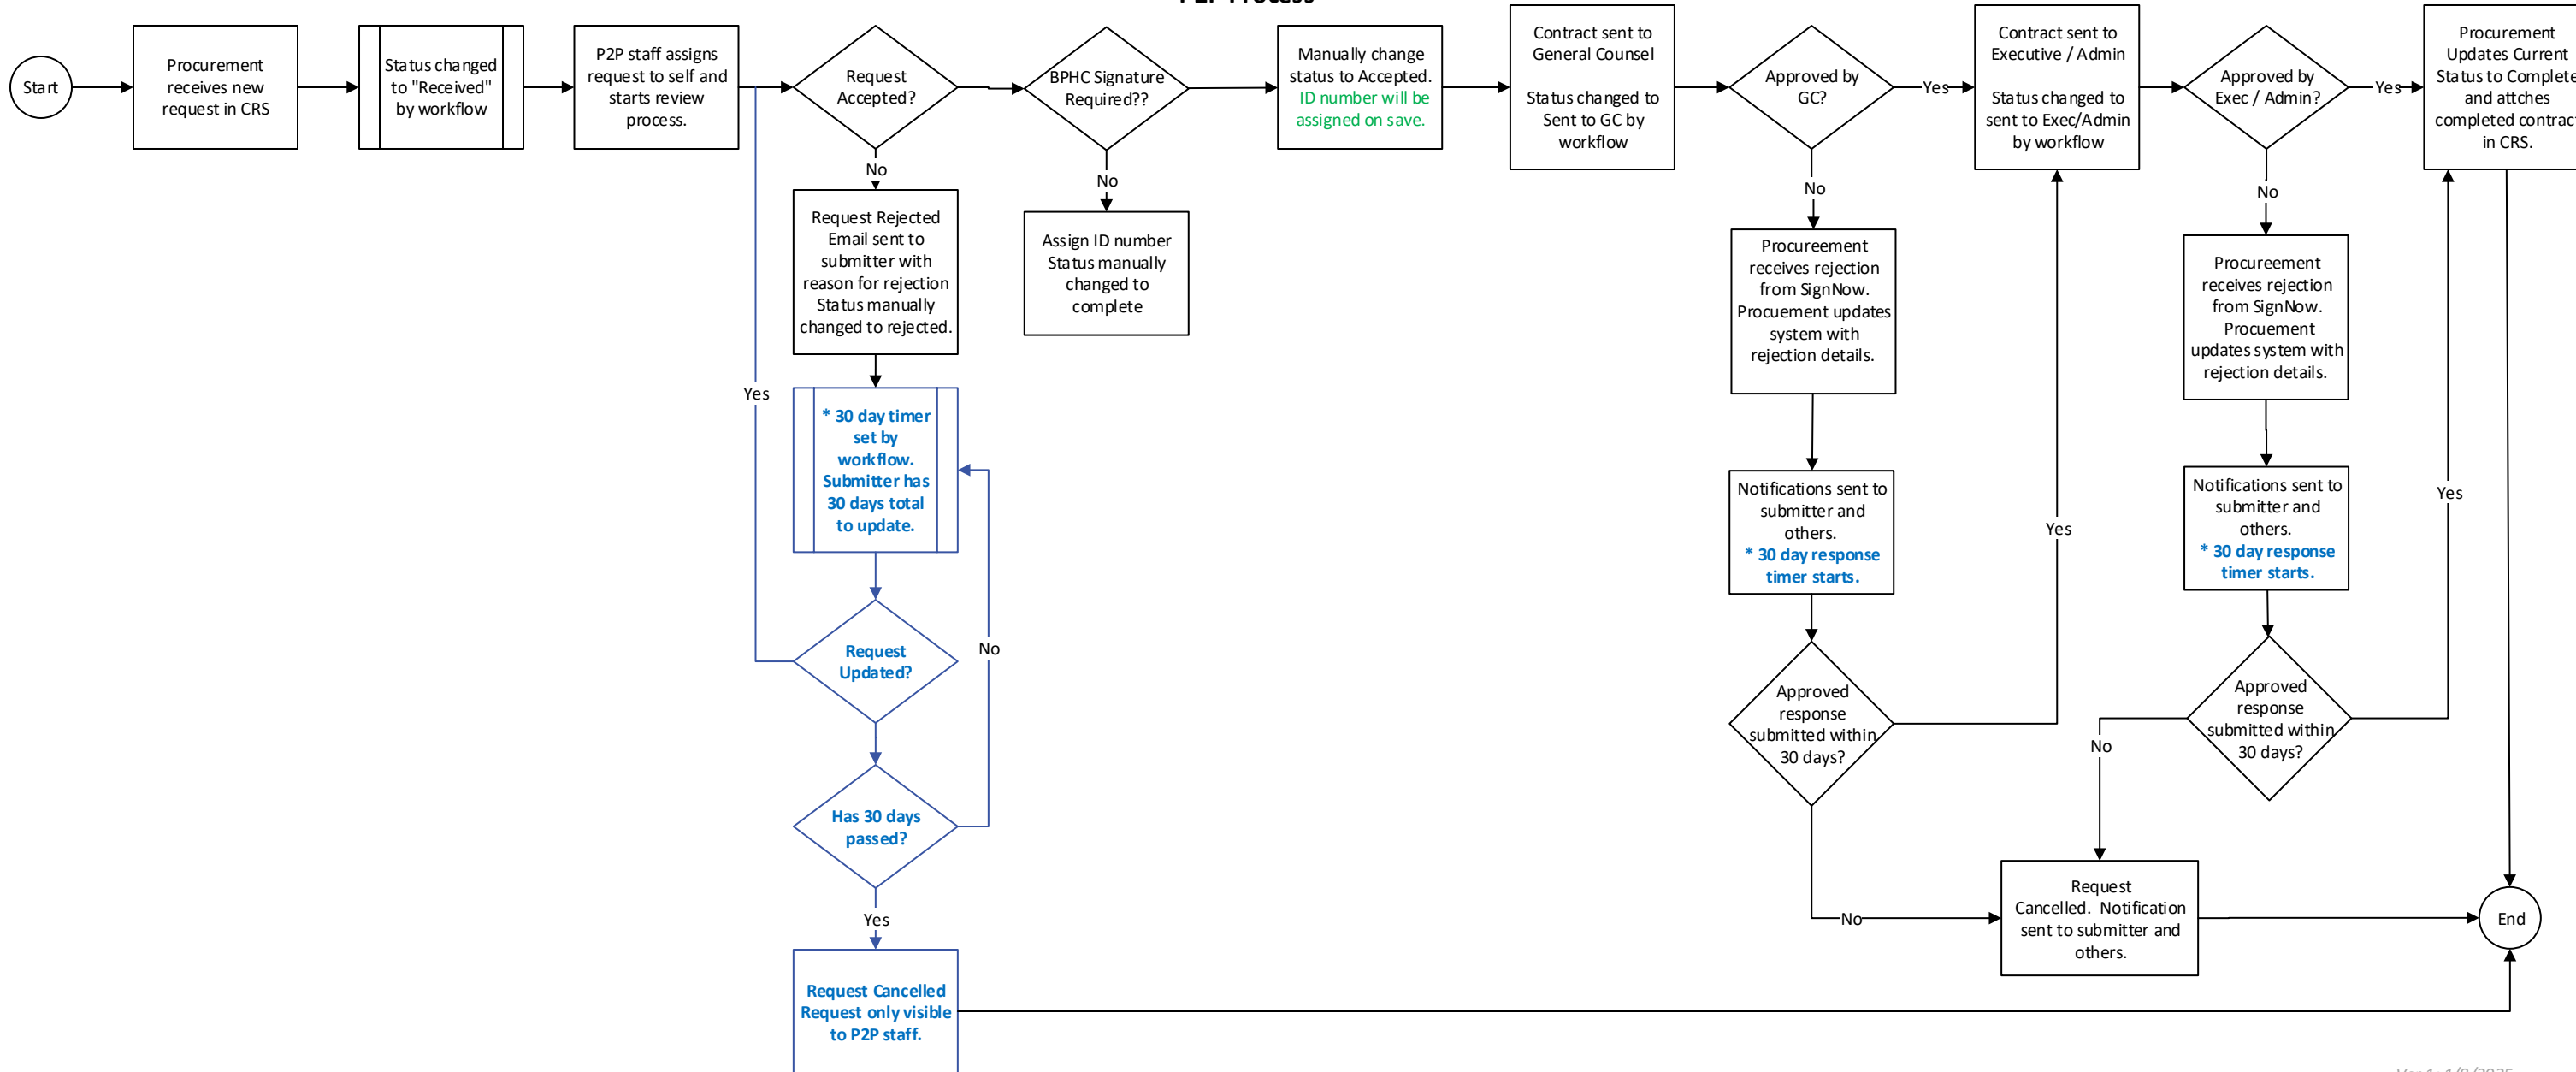 P2P Process
Start
Procurement
receives new
request in CRS
Status changed
to "Received"
by workflow
P2P staff assigns
request to self and
starts review
process.
Request
Accepted?
BPHC Signature
Required??
Manually change
status to Accepted.
ID number will be
assigned on save.
Contract sent to
General Counsel
Status changed to
Sent to GC by
workflow
Approved by
GC?
Yes
Contract sent to
Executive / Admin
Status changed to
sent to Exec/Admin
by workflow
Approved by
Exec / Admin?
Yes
Procurement
Updates Current
Status to Complete
and attches
completed contract
in CRS.
No
Request Rejected
Email sent to
submitter with
reason for rejection
Status manually
changed to rejected.
No
Assign ID number
Status manually
changed to
complete
No
Procureement
receives rejection
from SignNow.
Procuement updates
system with
rejection details.
No
Procureement
receives rejection
from SignNow.
Procuement
updates system with
rejection details.
Yes
* 30 day timer
set by
workflow.
Submitter has
30 days total
to update.
Notifications sent to
submitter and
others.
* 30 day response
timer starts.
Yes
Notifications sent to
submitter and
others.
* 30 day response
timer starts.
Yes
Request
Updated?
No
Approved
response
submitted within
30 days?
Approved
response
submitted within
30 days?
No
Has 30 days
passed?
Yes
No
Request
Cancelled. Notification
sent to submitter and
others.
End
Request Cancelled
Request only visible
to P2P staff.